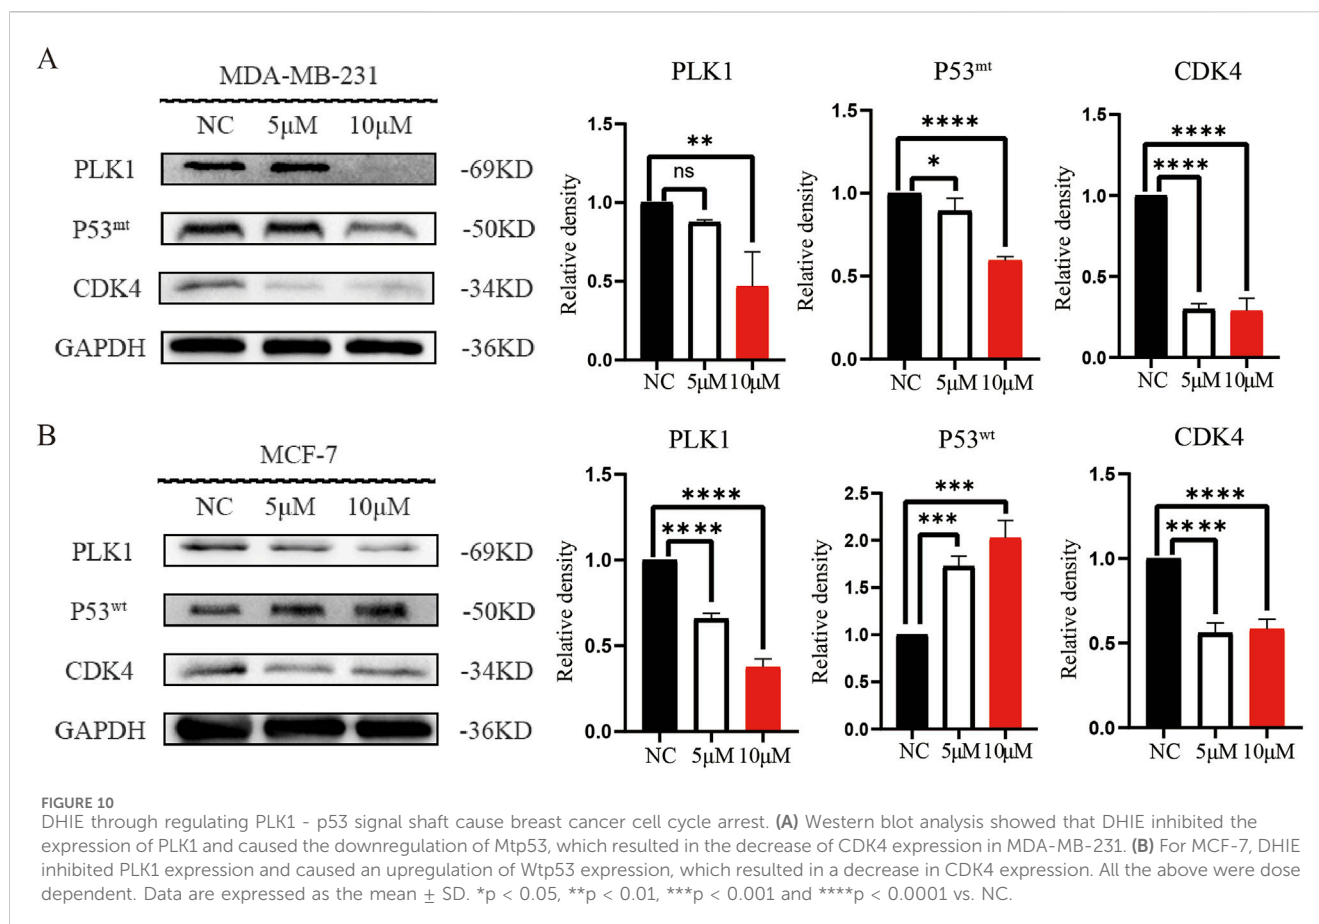 A
MDA-MB-231
NC 5μM 10μM
PLK1 -69KD
P53ᵐᵗ -50KD
CDK4 -34KD
GAPDH -36KD
PLK1
Relative density
1.5
1.0
0.5
0.0
**
ns
NC 5μM 10μM
P53ᵐᵗ
Relative density
1.5
1.0
0.5
0.0
****
*
NC 5μM 10μM
CDK4
Relative density
1.5
1.0
0.5
0.0
****
****
NC 5μM 10μM
B
MCF-7
NC 5μM 10μM
PLK1 -69KD
P53ʷᵗ -50KD
CDK4 -34KD
GAPDH -36KD
PLK1
Relative density
1.5
1.0
0.5
0.0
****
****
NC 5μM 10μM
P53ʷᵗ
Relative density
2.5
2.0
1.5
1.0
0.5
0.0
***
***
NC 5μM 10μM
CDK4
Relative density
1.5
1.0
0.5
0.0
****
****
NC 5μM 10μM
FIGURE 10
DHIE through regulating PLK1 - p53 signal shaft cause breast cancer cell cycle arrest. (A) Western blot analysis showed that DHIE inhibited the
expression of PLK1 and caused the downregulation of Mtp53, which resulted in the decrease of CDK4 expression in MDA-MB-231. (B) For MCF-7, DHIE
inhibited PLK1 expression and caused an upregulation of Wtp53 expression, which resulted in a decrease in CDK4 expression. All the above were dose
dependent. Data are expressed as the mean ± SD. *p < 0.05, **p < 0.01, ***p < 0.001 and ****p < 0.0001 vs. NC.